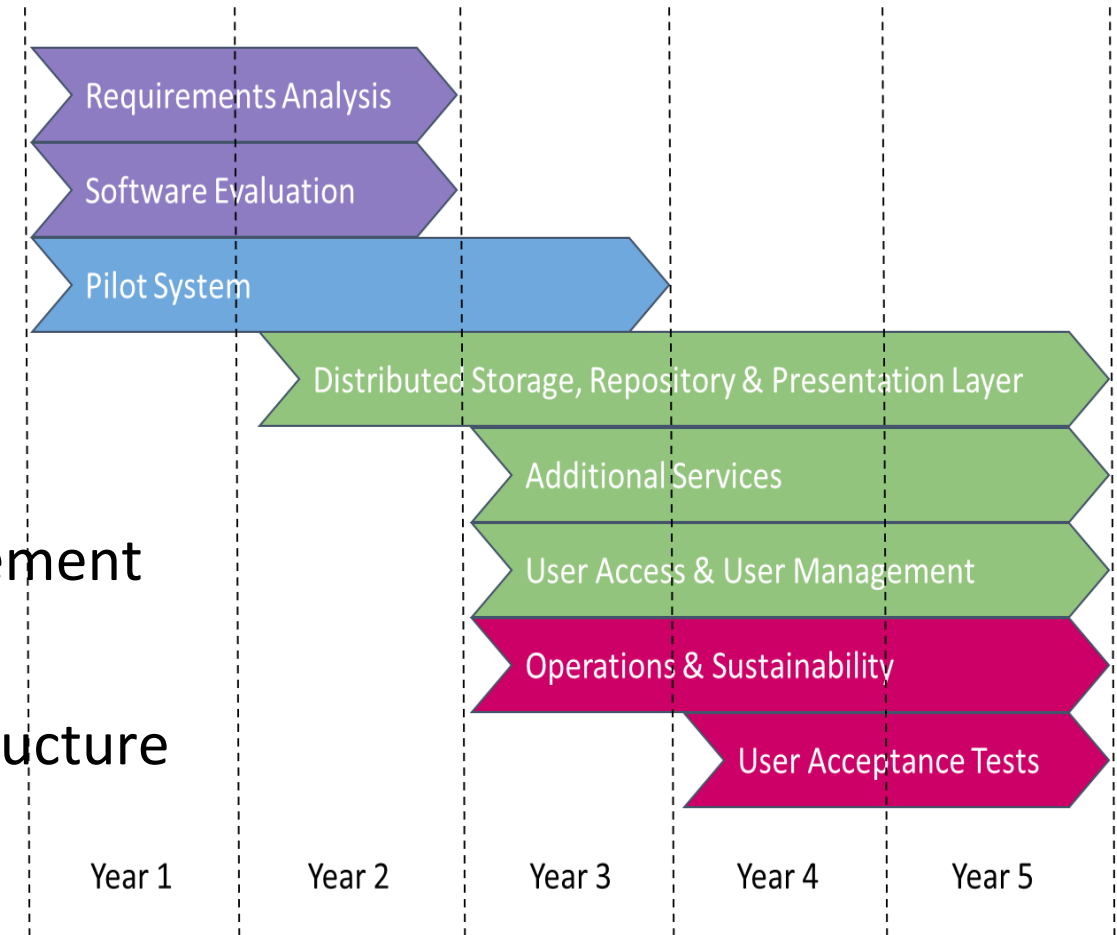 Requirements Analysis
Software Evaluation
Pilot System
Distributed Storage, Repository & Presentation Layer
Additional Services
ement
User Access & User Management
Operations & Sustainability
ucture
User Acceptance Tests
Year 1 Year 2 Year 3 Year 4 Year 5